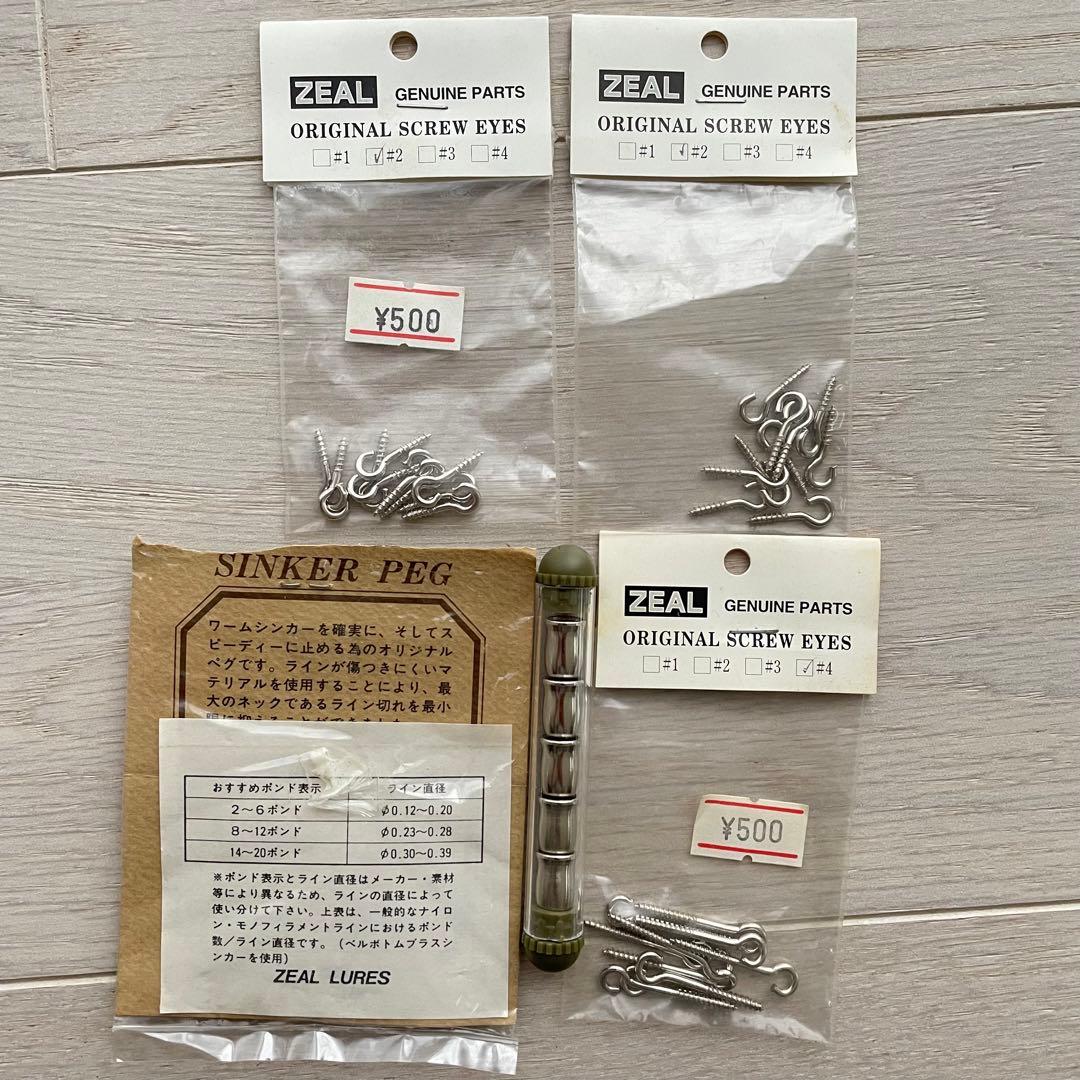 ZEAL GENUINE PARTS
ORIGINAL SCREW EYES
#1 #2 #3 #4
¥500
ZEAL GENUINE PARTS
ORIGINAL SCREW EYES
#1 #2 #3 #4
SINKER PEG
ワームシンカーを確実に、そしてス
ピーディーに止める為のオリジナル
ペグです。ラインが傷つきにくいマ
テリアルを使用することにより、最
大のネックであるライン切れを最小
おすすめポンド表示 ライン直径
2〜6ポンド φ0.12〜0.20
8〜12ポンド φ0.23〜0.28
14〜20ポンド φ0.30〜0.39
※ポンド表示とライン直径はメーカー・素材
等により異なるため、ラインの直径によって
使い分けて下さい。上表は、一般的なナイロ
ン・モノフィラメントラインにおけるポンド
数/ライン直径です。(ベルボトムブラスシ
ンカーを使用)
ZEAL LURES
ZEAL GENUINE PARTS
ORIGINAL SCREW EYES
#1 #2 #3 #4
¥500